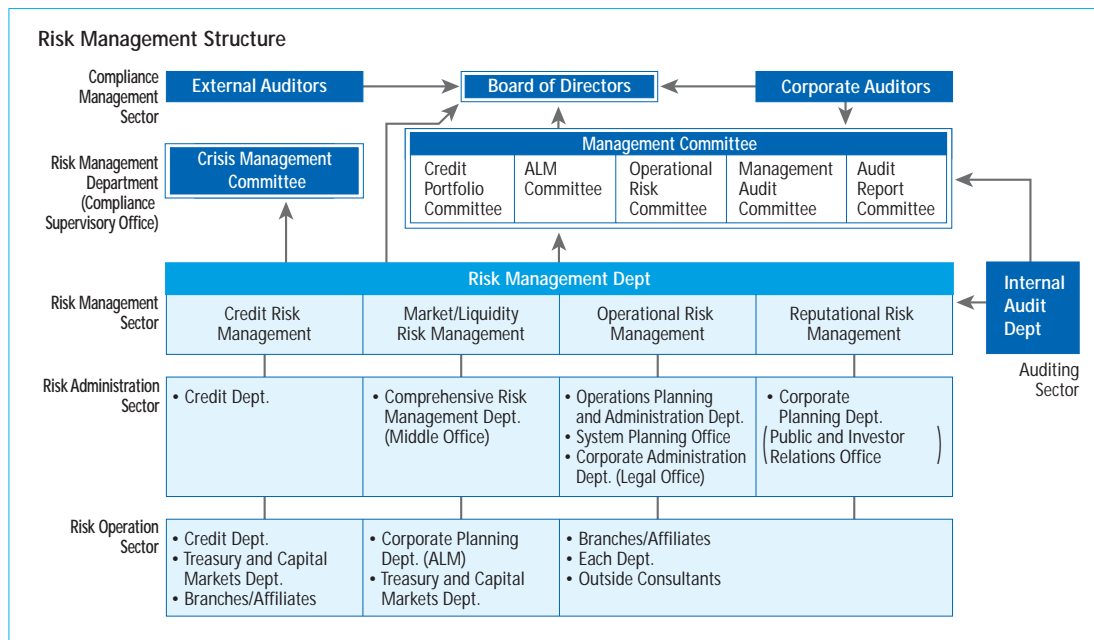 Risk Management Structure
Compliance
Management
Sector
External Auditors
Board of Directors
Corporate Auditors
Risk Management
Department
(Compliance
Supervisory Office)
Crisis Management
Committee
Management Committee
Credit
Portfolio
Committee
ALM
Committee
Operational
Risk
Committee
Management
Audit
Committee
Audit
Report
Committee
Risk Management Dept
Risk Management
Sector
Credit Risk
Management
Market/Liquidity
Risk Management
Operational Risk
Management
Reputational Risk
Management
Internal
Audit
Dept
Auditing
Sector
Risk Administration
Sector
• Credit Dept.
• Comprehensive Risk
Management Dept.
(Middle Office)
• Operations Planning
and Administration Dept.
• System Planning Office
• Corporate Administration
Dept. (Legal Office)
• Corporate
Planning Dept.
(Public and Investor
Relations Office)
Risk Operation
Sector
• Credit Dept.
• Treasury and Capital
Markets Dept.
• Branches/Affiliates
• Corporate Planning
Dept. (ALM)
• Treasury and Capital
Markets Dept.
• Branches/Affiliates
• Each Dept.
• Outside Consultants